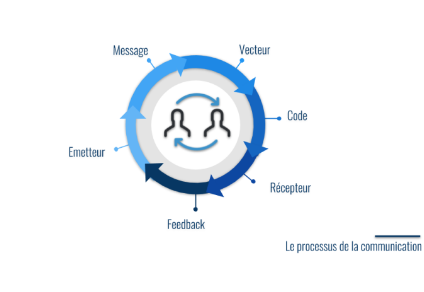 Message
Vecteur
Code
Emetteur
Récepteur
Feedback
Le processus de la communication